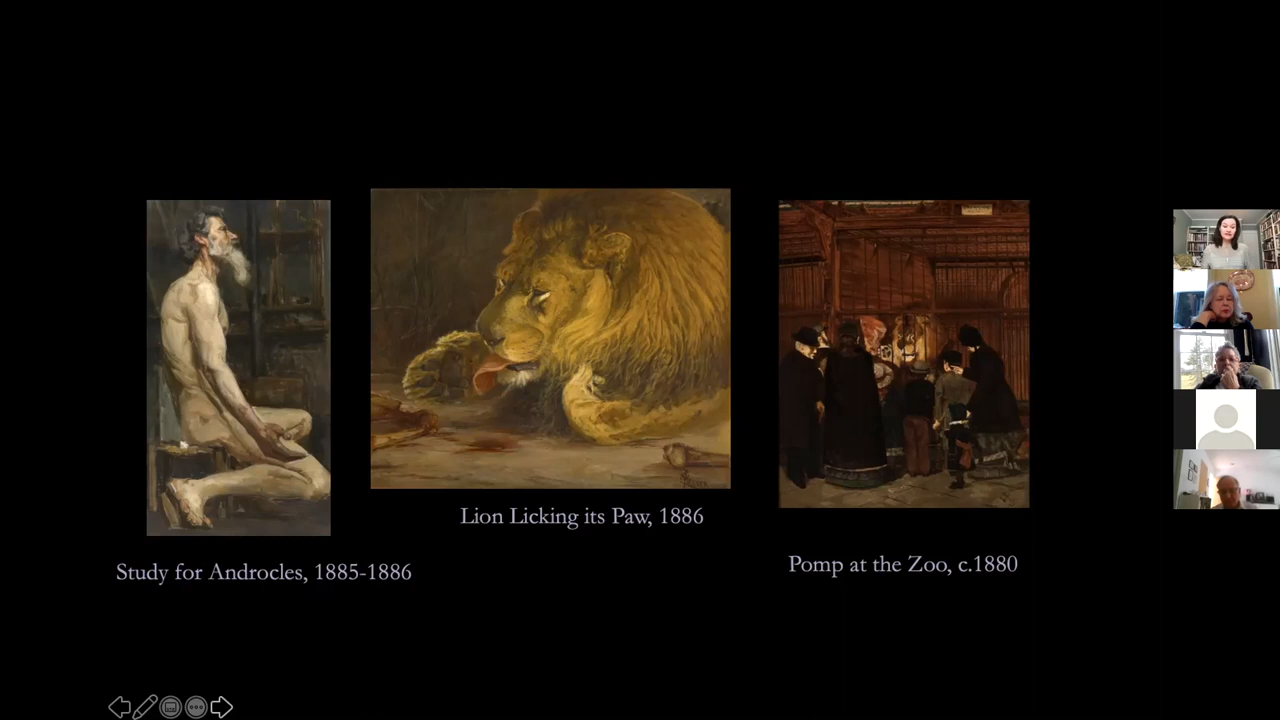 Lion Licking its Paw, 1886
Pomp at the Zoo, c.1880
Study for Androcles, 1885-1886